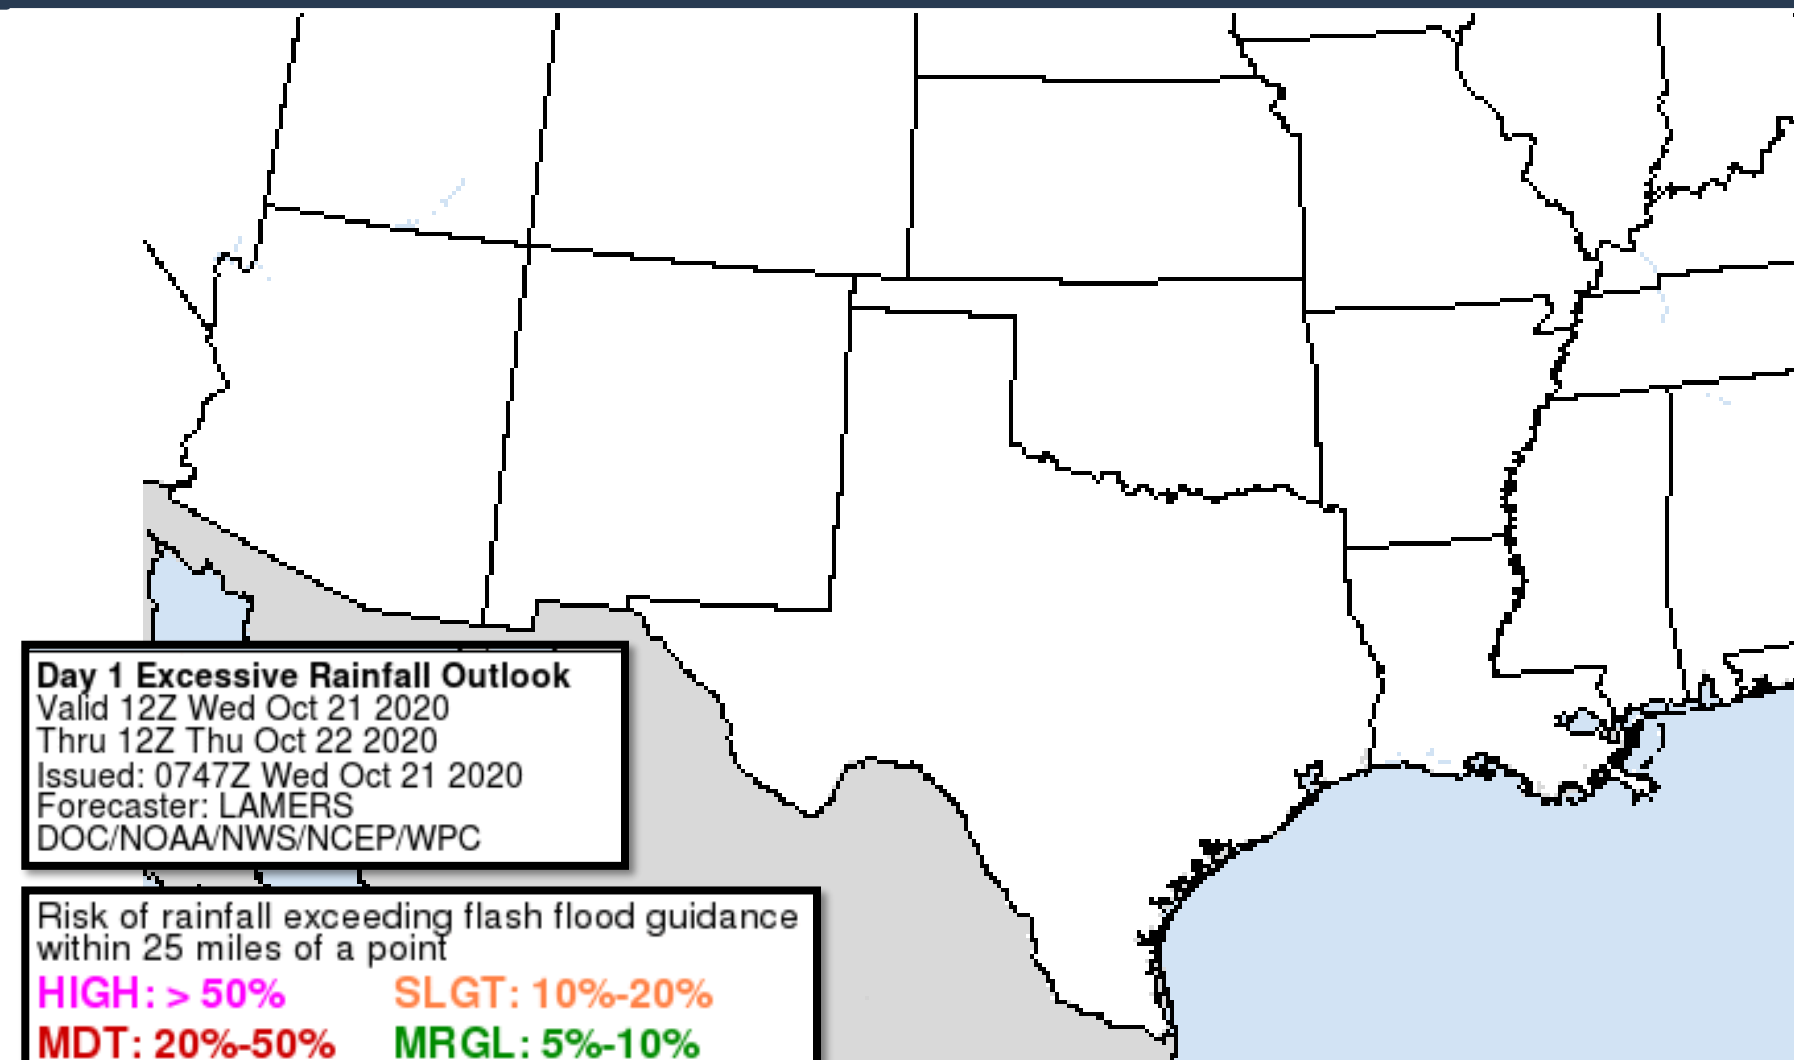 Day 1 Excessive Rainfall Outlook
Valid 12Z Wed Oct 21 2020
Thru 12Z Thu Oct 22 2020
Issued: 0747Z Wed Oct 21 2020
Forecaster: LAMERS
DOC/NOAA/NWS/NCEP/WPC
Risk of rainfall exceeding flash flood guidance
within 25 miles of a point
HIGH: > 50% SLGT: 10%-20%
MDT: 20%-50% MRGL: 5%-10%